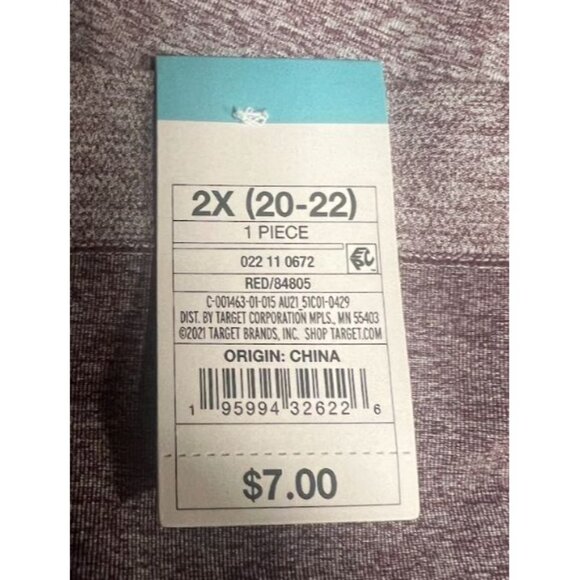 2X (20-22)
1 PIECE
022 11 0672
RED/84805
C-001463-01-015 AU21_51C01-0429
DIST. BY TARGET CORPORATION MPLS., MN 55403
©2021 TARGET BRANDS, INC. SHOP TARGET.COM
ORIGIN: CHINA
1 95994 32622 6
$7.00